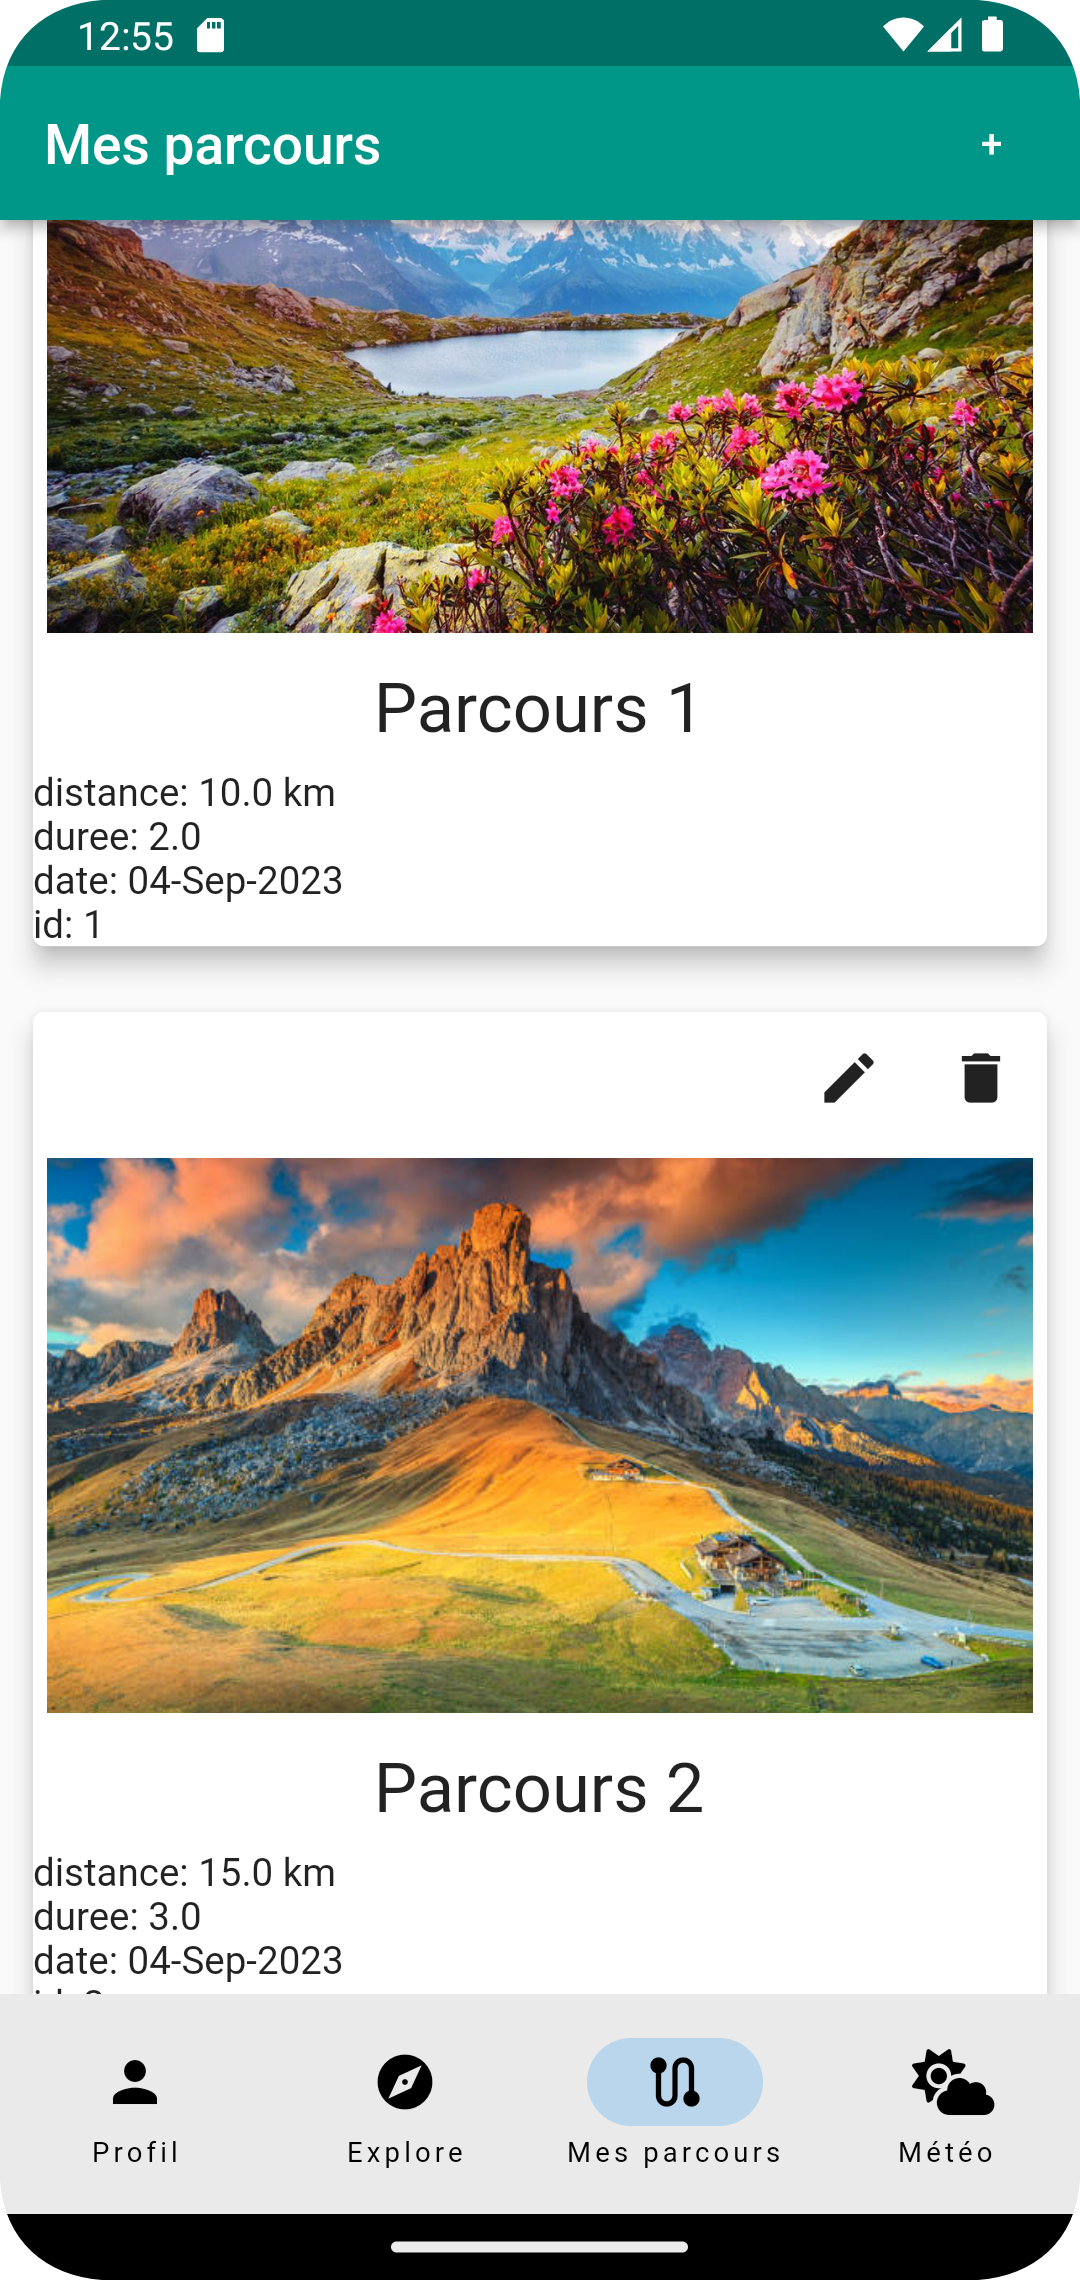 12:55
Mes parcours
+
Parcours 1
distance: 10.0 km
duree: 2.0
date: 04-Sep-2023
id: 1
Parcours 2
distance: 15.0 km
duree: 3.0
date: 04-Sep-2023
Profil
Explore
Mes parcours
Météo